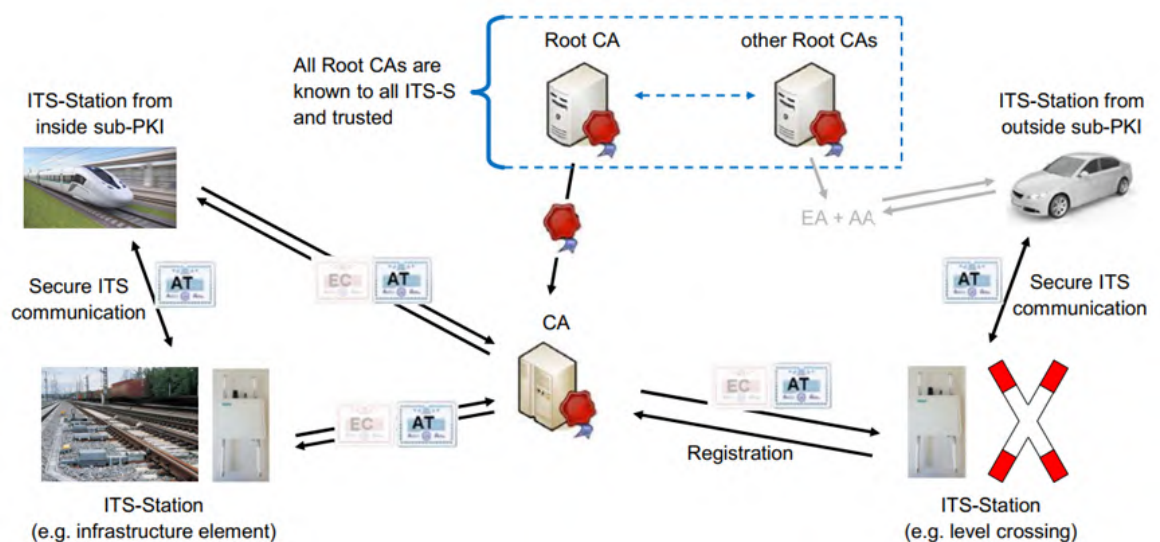 Root CA
other Root CAs
All Root CAs are
known to all ITS-S
and trusted
ITS-Station from
inside sub-PKI
ITS-Station from
outside sub-PKI
EA + AA
EC
AT
AT
Secure ITS
communication
AT
Secure ITS
communication
CA
EC
AT
EC
AT
Registration
ITS-Station
(e.g. infrastructure element)
ITS-Station
(e.g. level crossing)